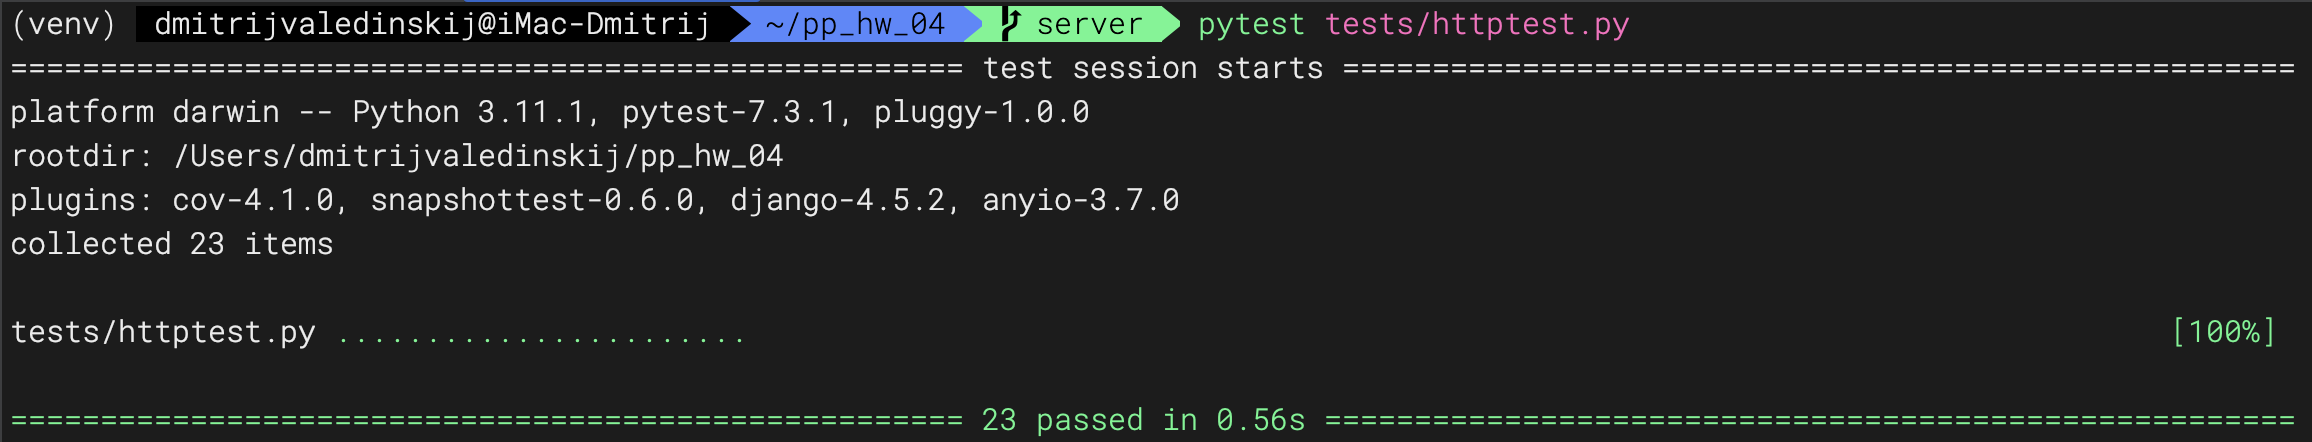 (venv) dmitrijvaledinskij@iMac-Dmitrij ~/pp_hw_04 server pytest tests/httptest.py
===================================================== test session starts =====================================================
platform darwin -- Python 3.11.1, pytest-7.3.1, pluggy-1.0.0
rootdir: /Users/dmitrijvaledinskij/pp_hw_04
plugins: cov-4.1.0, snapshottest-0.6.0, django-4.5.2, anyio-3.7.0
collected 23 items
tests/httptest.py ....................... [100%]
===================================================== 23 passed in 0.56s ======================================================